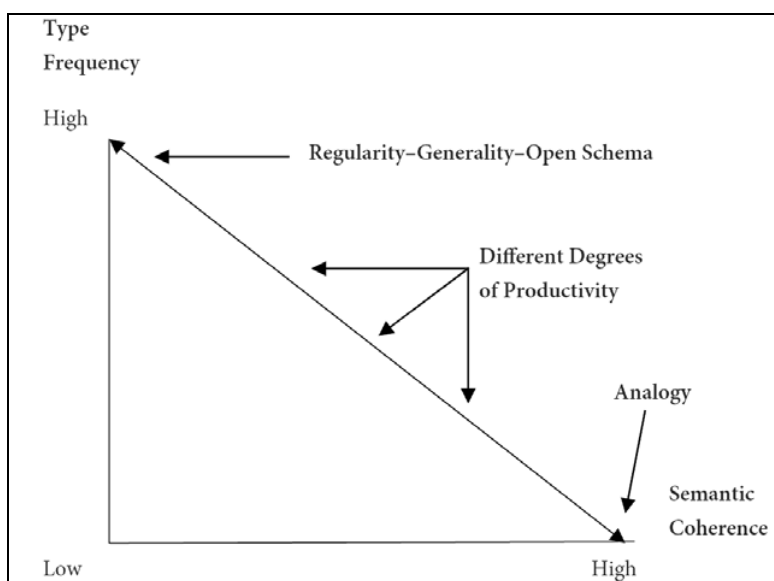 Type
Frequency
High
Regularity–Generality–Open Schema
Different Degrees
of Productivity
Analogy
Semantic
Coherence
Low
High